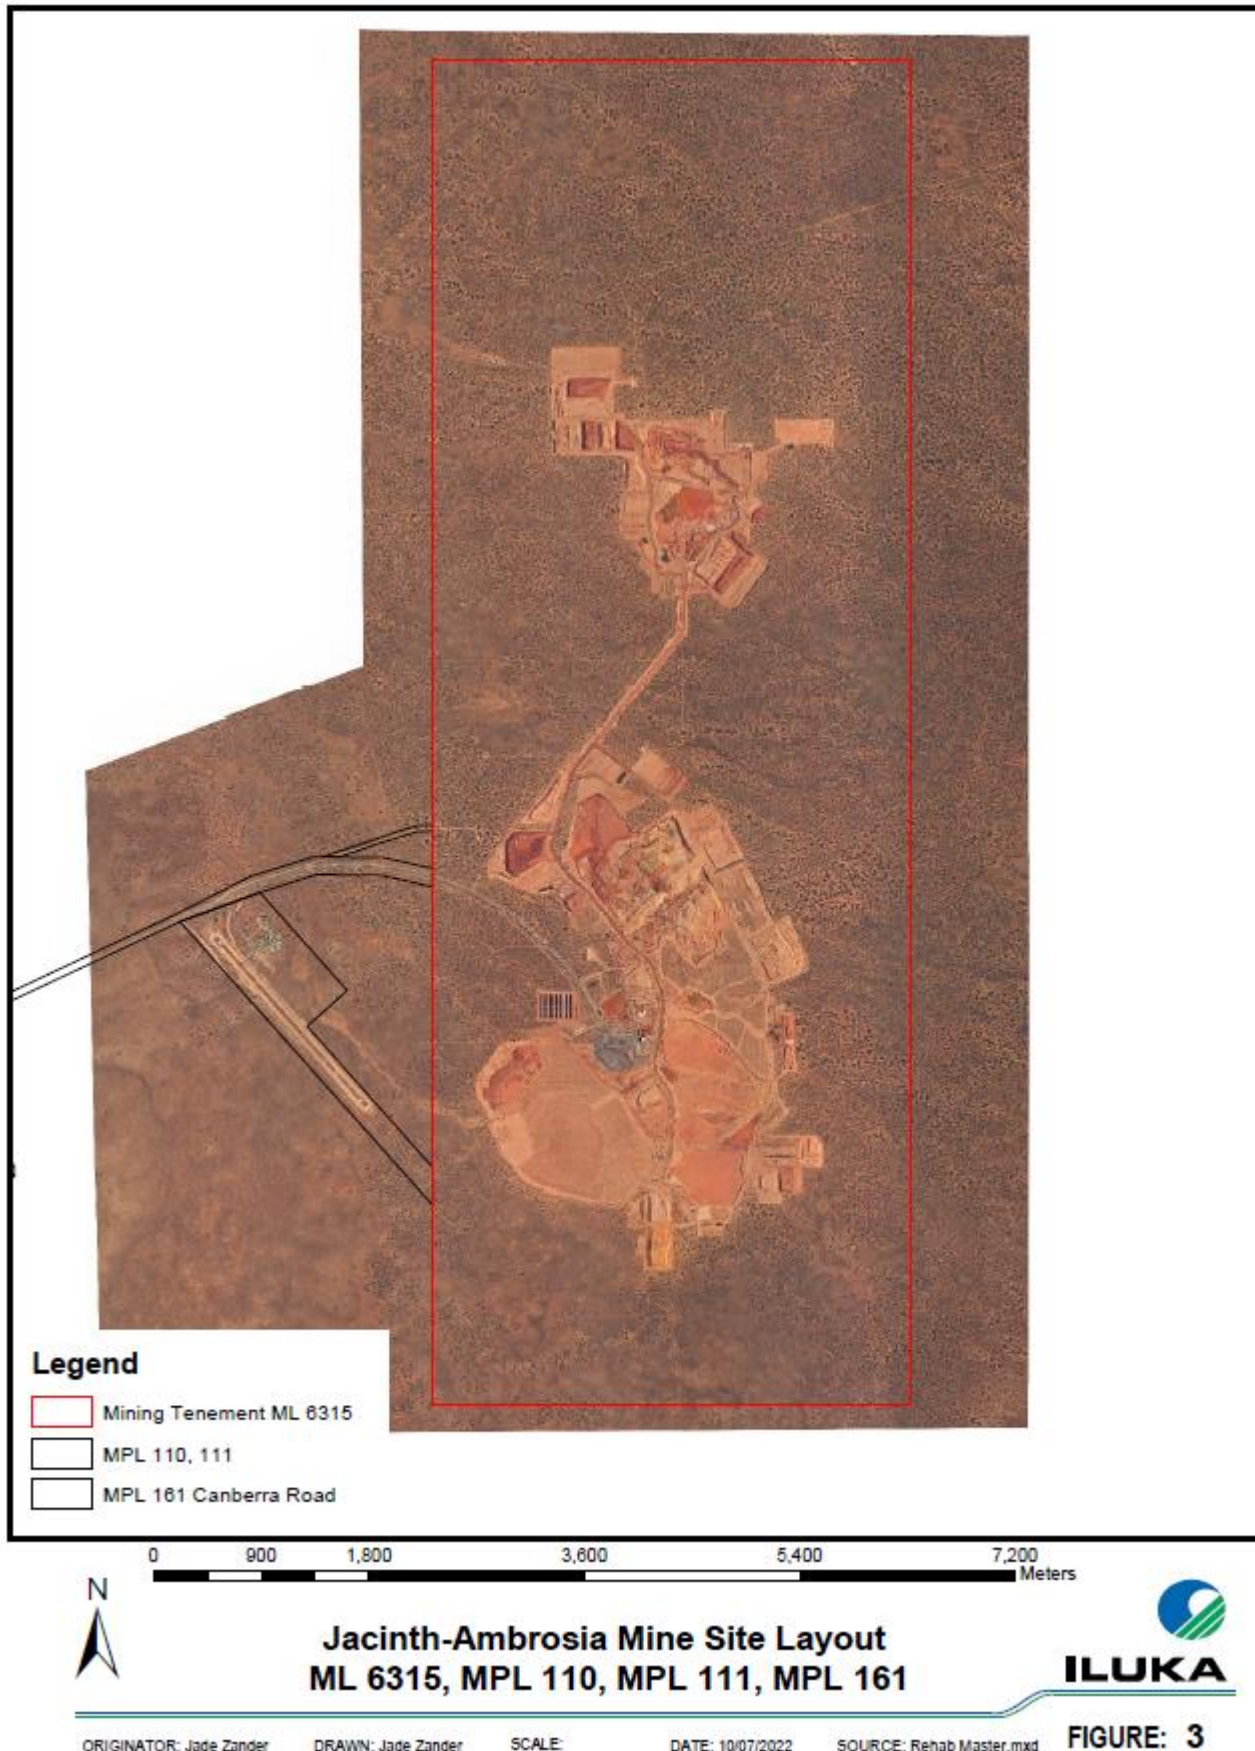 Legend
Mining Tenement ML 6315
MPL 110, 111
MPL 161 Canberra Road
0 900 1,800 3,600 5,400 7,200
Meters
N
Jacinth-Ambrosia Mine Site Layout
ML 6315, MPL 110, MPL 111, MPL 161
ILUKA
ORIGINATOR: Jade Zander DRAWN: Jade Zander SCALE: DATE: 10/07/2022 SOURCE: Rehab Master.mxd FIGURE: 3